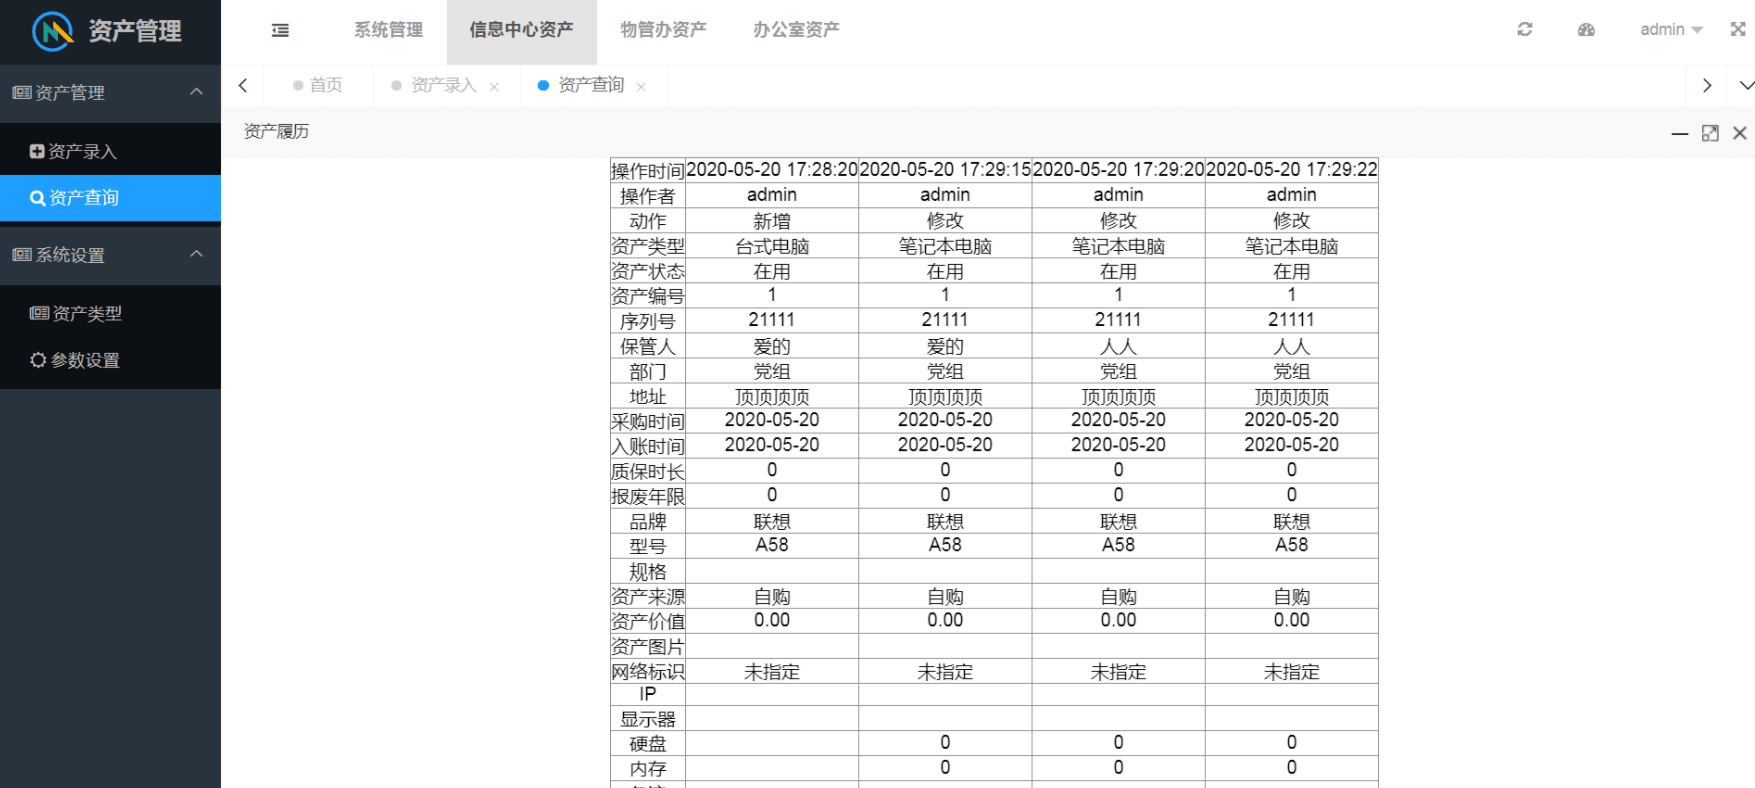 资产管理
系统管理 信息中心资产 物管办资产 办公室资产 admin
资产管理
首页 资产录入 资产查询
资产履历
资产录入
资产查询
系统设置
资产类型
参数设置
操作时间 2020-05-20 17:28:20 2020-05-20 17:29:15 2020-05-20 17:29:20 2020-05-20 17:29:22
操作者 admin admin admin admin
动作 新增 修改 修改 修改
资产类型 台式电脑 笔记本电脑 笔记本电脑 笔记本电脑
资产状态 在用 在用 在用 在用
资产编号 1 1 1 1
序列号 21111 21111 21111 21111
保管人 爱的 爱的 人人 人人
部门 党组 党组 党组 党组
地址 顶顶顶顶 顶顶顶顶 顶顶顶顶 顶顶顶顶
采购时间 2020-05-20 2020-05-20 2020-05-20 2020-05-20
入账时间 2020-05-20 2020-05-20 2020-05-20 2020-05-20
质保时长 0 0 0 0
报废年限 0 0 0 0
品牌 联想 联想 联想 联想
型号 A58 A58 A58 A58
规格
资产来源 自购 自购 自购 自购
资产价值 0.00 0.00 0.00 0.00
资产图片
网络标识 未指定 未指定 未指定 未指定
IP
显示器
硬盘 0 0 0
内存 0 0 0